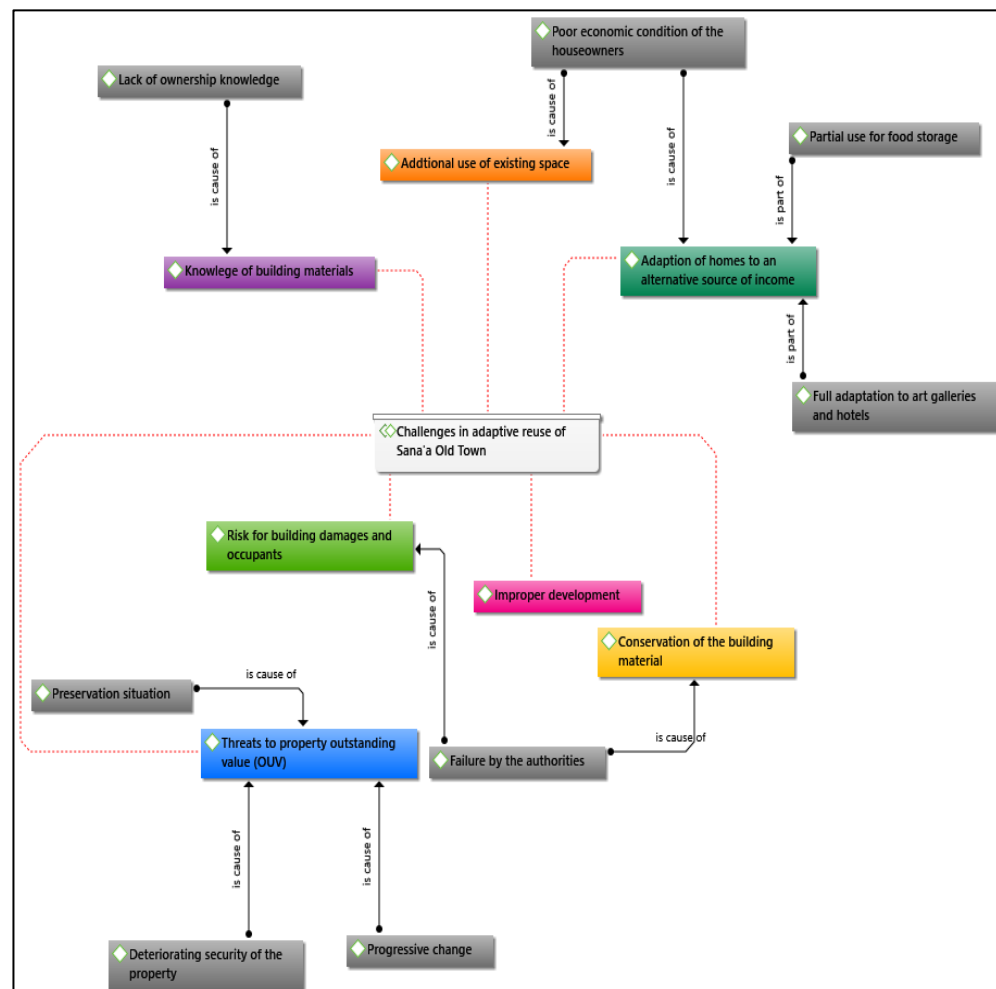 Poor economic condition of the
houseowners
Lack of ownership knowledge
is cause of
Partial use for food storage
Addtional use of existing space
is cause of
is cause of
is part of
Knowlege of building materials
Adaption of homes to an
alternative source of income
is part of
Full adaptation to art galleries
and hotels
Challenges in adaptive reuse of
Sana'a Old Town
Risk for building damages and
occupants
Improper development
is cause of
Conservation of the building
material
is cause of
Preservation situation
Threats to property outstanding
value (OUV)
is cause of
Failure by the authorities
is cause of
is cause of
Deteriorating security of the
property
Progressive change